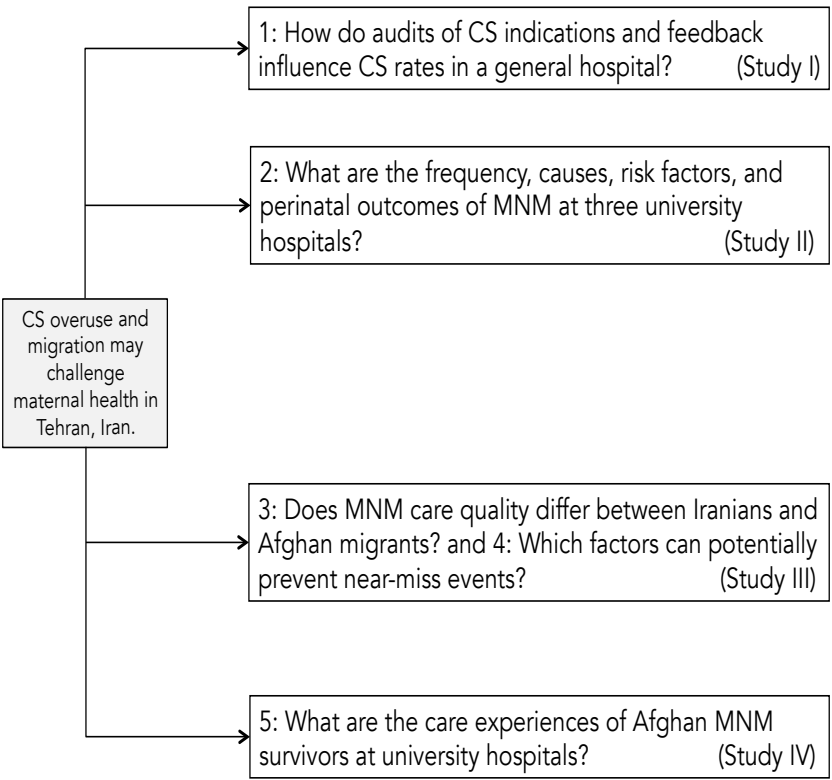 1: How do audits of CS indications and feedback
influence CS rates in a general hospital? (Study I)
2: What are the frequency, causes, risk factors, and
perinatal outcomes of MNM at three university
hospitals? (Study II)
CS overuse and
migration may
challenge
maternal health in
Tehran, Iran.
3: Does MNM care quality differ between Iranians and
Afghan migrants? and 4: Which factors can potentially
prevent near-miss events? (Study III)
5: What are the care experiences of Afghan MNM
survivors at university hospitals? (Study IV)